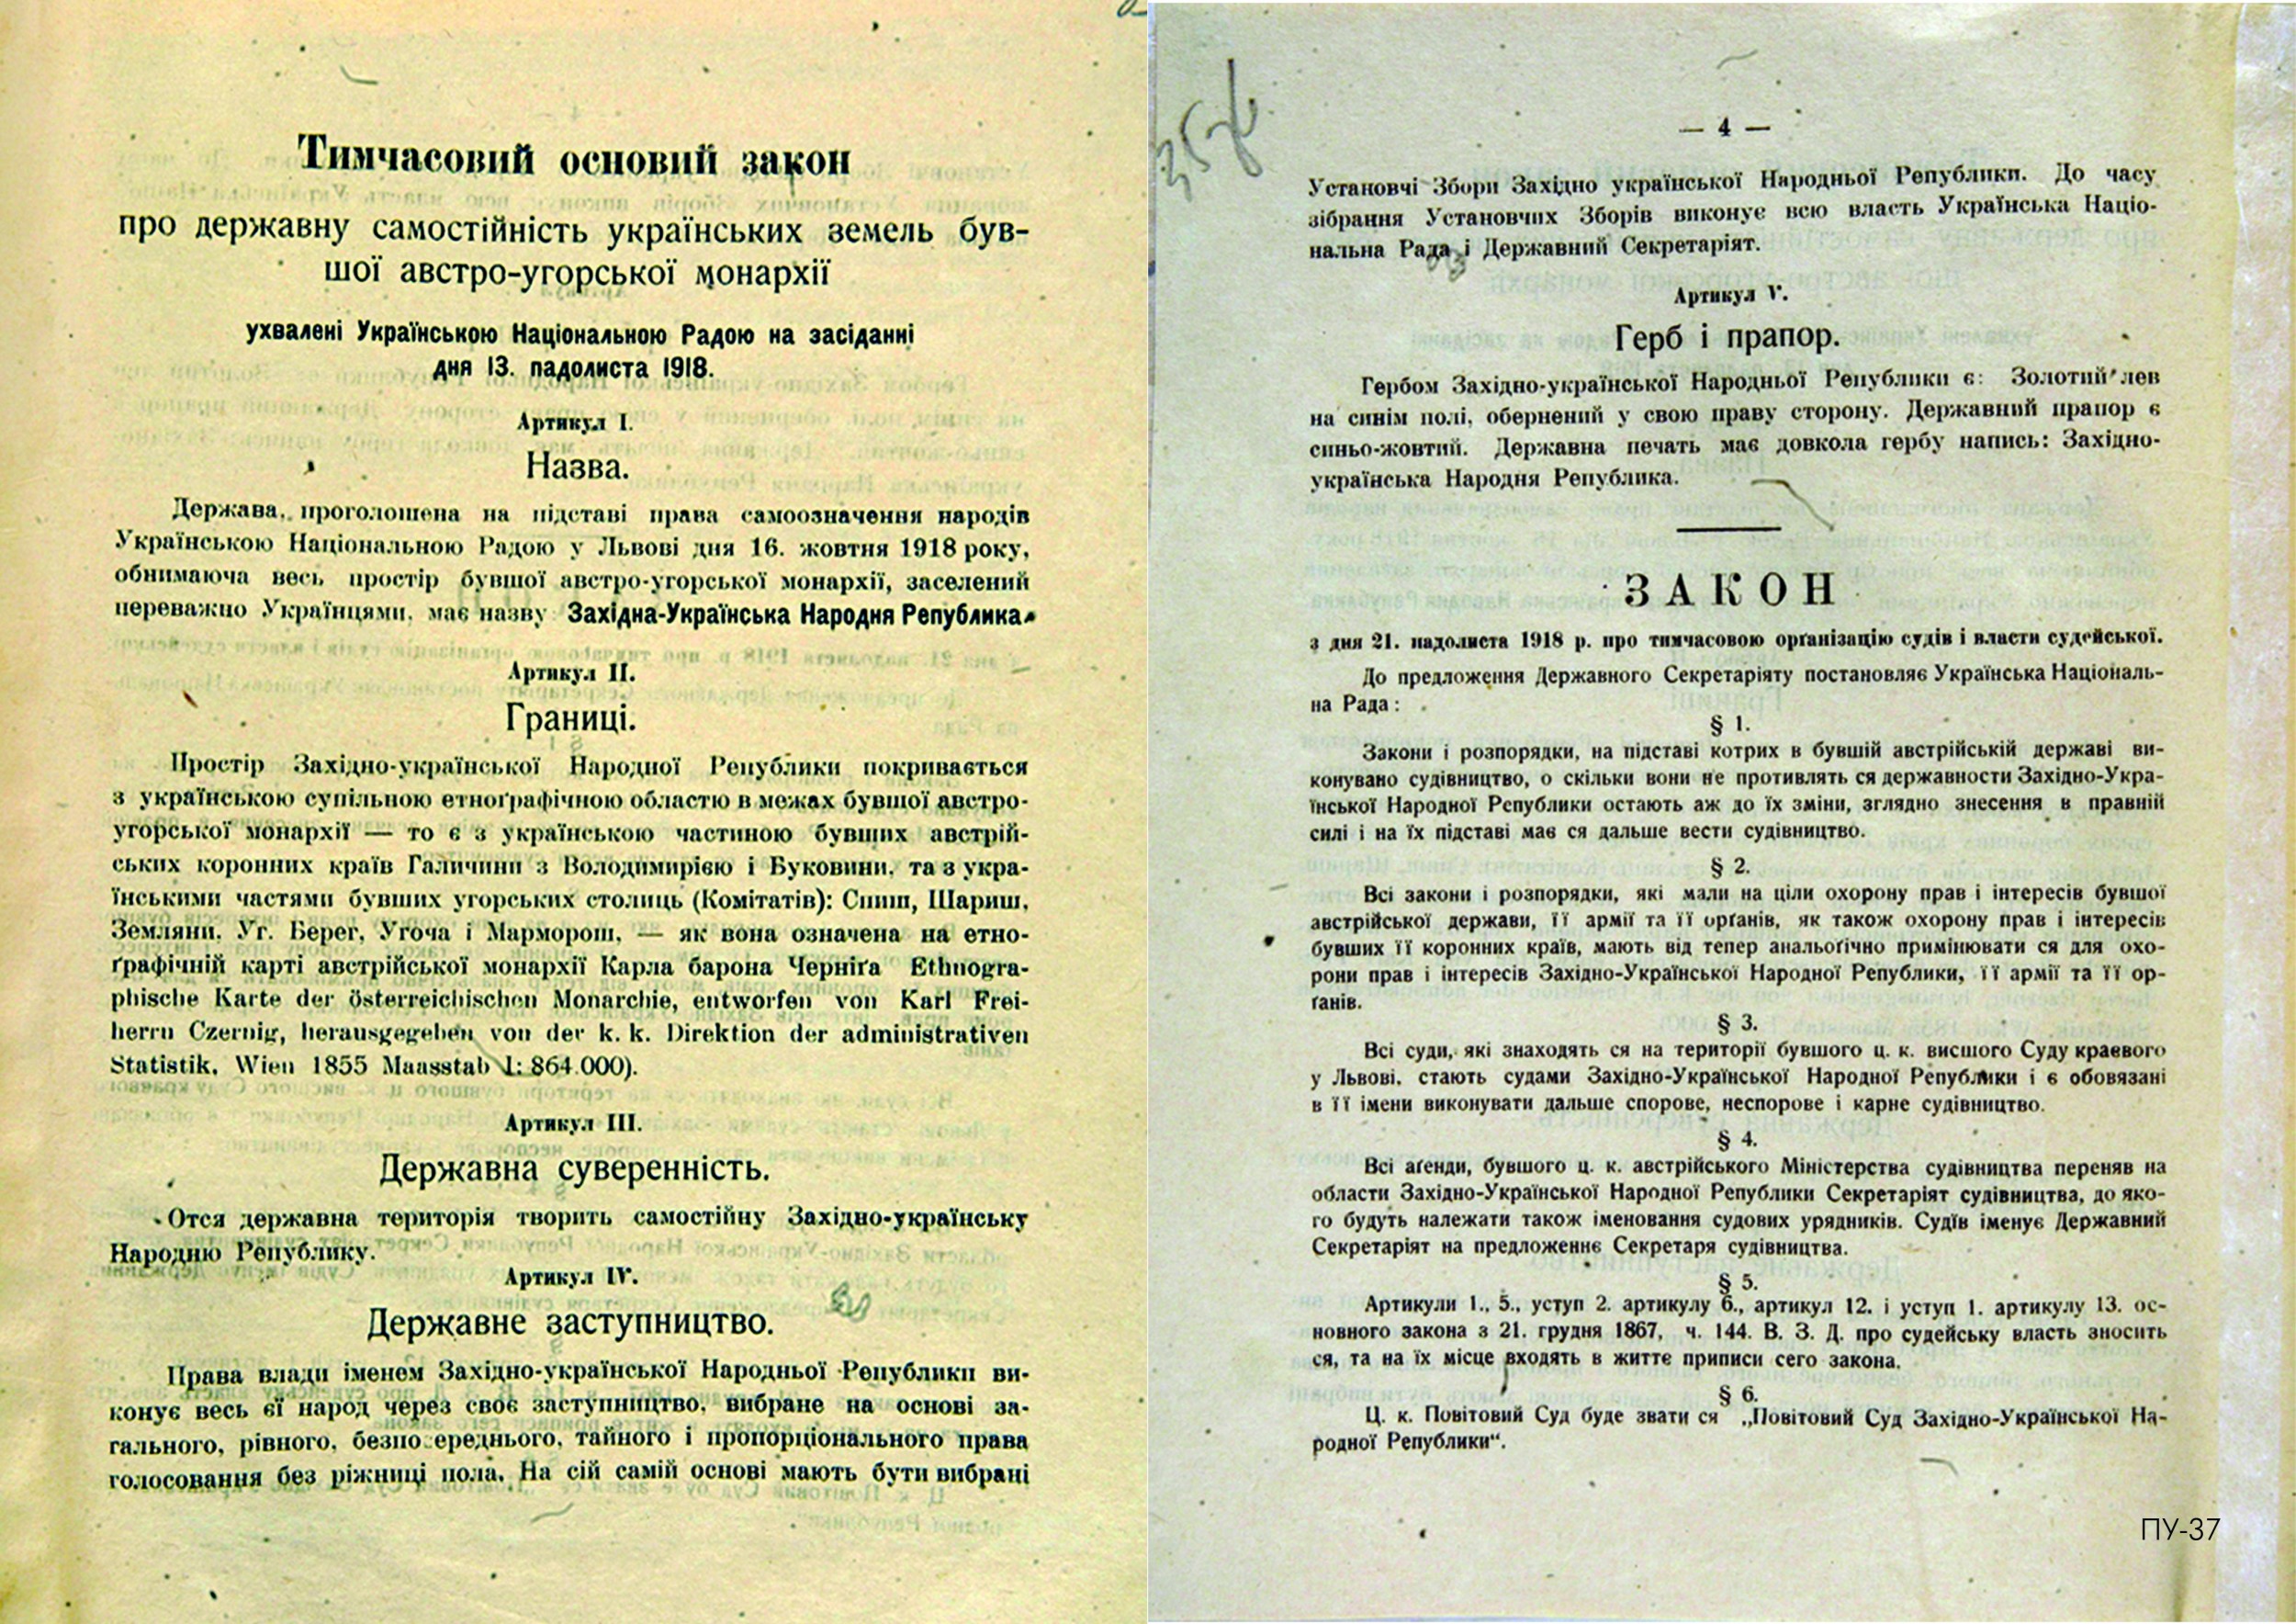 Тимчасовий основий закон
про державну самостійність українських земель був-
шої австро-угорської монархії
ухвалені Українською Національною Радою на засіданні
дня 13. падолиста 1918.
Артикул I.
Назва.
Держава, проголошена на підставі права самоозначення народів
Українською Національною Радою у Львові дня 16. жовтня 1918 року,
обнимаюча весь простір бувшої австро-угорської монархії, заселений
переважно Українцями, має назву Західна-Українська Народня Република.
Артикул II.
Границі.
Простір Західно-української Народної Републики покривається
з українською супільною етнографічною областю в межах бувшої австро-
угорської монархії — то є з українською частиною бувших австрій-
ських коронних країв Галичини з Володимирією і Буковини, та з укра-
їнськими частями бувших угорських столиць (Комітатів): Спиш, Шариш,
Земляни, Уг. Берег, Угоча і Марморош, — як вона означена на етно-
ґрафічній карті австрійської монархії Карла барона Черніґа Ethnogra-
phische Karte der österreichischen Monarchie, entworfen von Karl Frei-
herrn Czernig, herausgegeben von der k. k. Direktion der administrativen
Statistik, Wien 1855 Maasstab 1: 864.000).
Артикул III.
Державна суверенність.
Отся державна територія творить самостійну Західно-українську
Народню Републику.
Артикул IV.
Державне заступництво.
Права влади іменем Західно-української Народньої Републики ви-
конує весь єї народ через своє заступництво, вибране на основі за-
гального, рівного, безпо ереднього, тайного і пропорціонального права
голосовання без ріжниці пола. На сій самій основі мають бути вибрані
— 4 —
Установчі Збори Західно української Народньої Републики. До часу
зібрання Установчих Зборів виконує всю власть Українська Націо-
нальна Рада і Державний Секретаріят.
Артикул V.
Герб і прапор.
Гербом Західно-української Народньої Републики є: Золотий лев
на синім полі, обернений у свою праву сторону. Державний прапор є
синьо-жовтий. Державна печать має довкола гербу напись: Західно-
українська Народня Република.
ЗАКОН
з дня 21. падолиста 1918 р. про тимчасовою орґанізацію судів і власти судейської.
До предложення Державного Секретаріяту постановляє Українська Національ-
на Рада:
§ 1.
Закони і розпорядки, на підставі котрих в бувшій австрійській державі ви-
конувано судівництво, о скільки вони не противлять ся державности Західно-Укра-
їнської Народної Републики остають аж до їх зміни, зглядно знесення в правній
силі і на їх підставі має ся дальше вести судівництво.
§ 2.
Всі закони і розпорядки, які мали на ціли охорону прав і інтересів бувшої
австрійської держави, її армії та її орґанів, як також охорону прав і інтересів
бувших її коронних країв, мають від тепер анальоґічно примінювати ся для охо-
рони прав і інтересів Західно-Української Народної Републики, її армії та її ор-
ґанів.
§ 3.
Всі суди, які знаходять ся на території бувшого ц. к. висшого Суду краевого
у Львові, стають судами Західно-Української Народної Републики і є обовязані
в її імени виконувати дальше спорове, неспорове і карне судівництво.
§ 4.
Всі аґенди, бувшого ц. к. австрійського Міністерства судівництва переняв на
области Західно-Української Народної Републики Секретаріят судівництва, до яко-
го будуть належати також іменовання судових урядників. Судїв іменує Державний
Секретаріят на предложеннє Секретаря судівництва.
§ 5.
Артикули 1., 5., уступ 2. артикулу 6., артикул 12. і уступ 1. артикулу 13. ос-
новного закона з 21. грудня 1867, ч. 144. В. З. Д. про судейську власть зносить
ся, та на їх місце входять в житте приписи сего закона.
§ 6.
Ц. к. Повітовий Суд буде звати ся „Повітовий Суд Західно-Української На-
родної Републики“.
ПУ-37